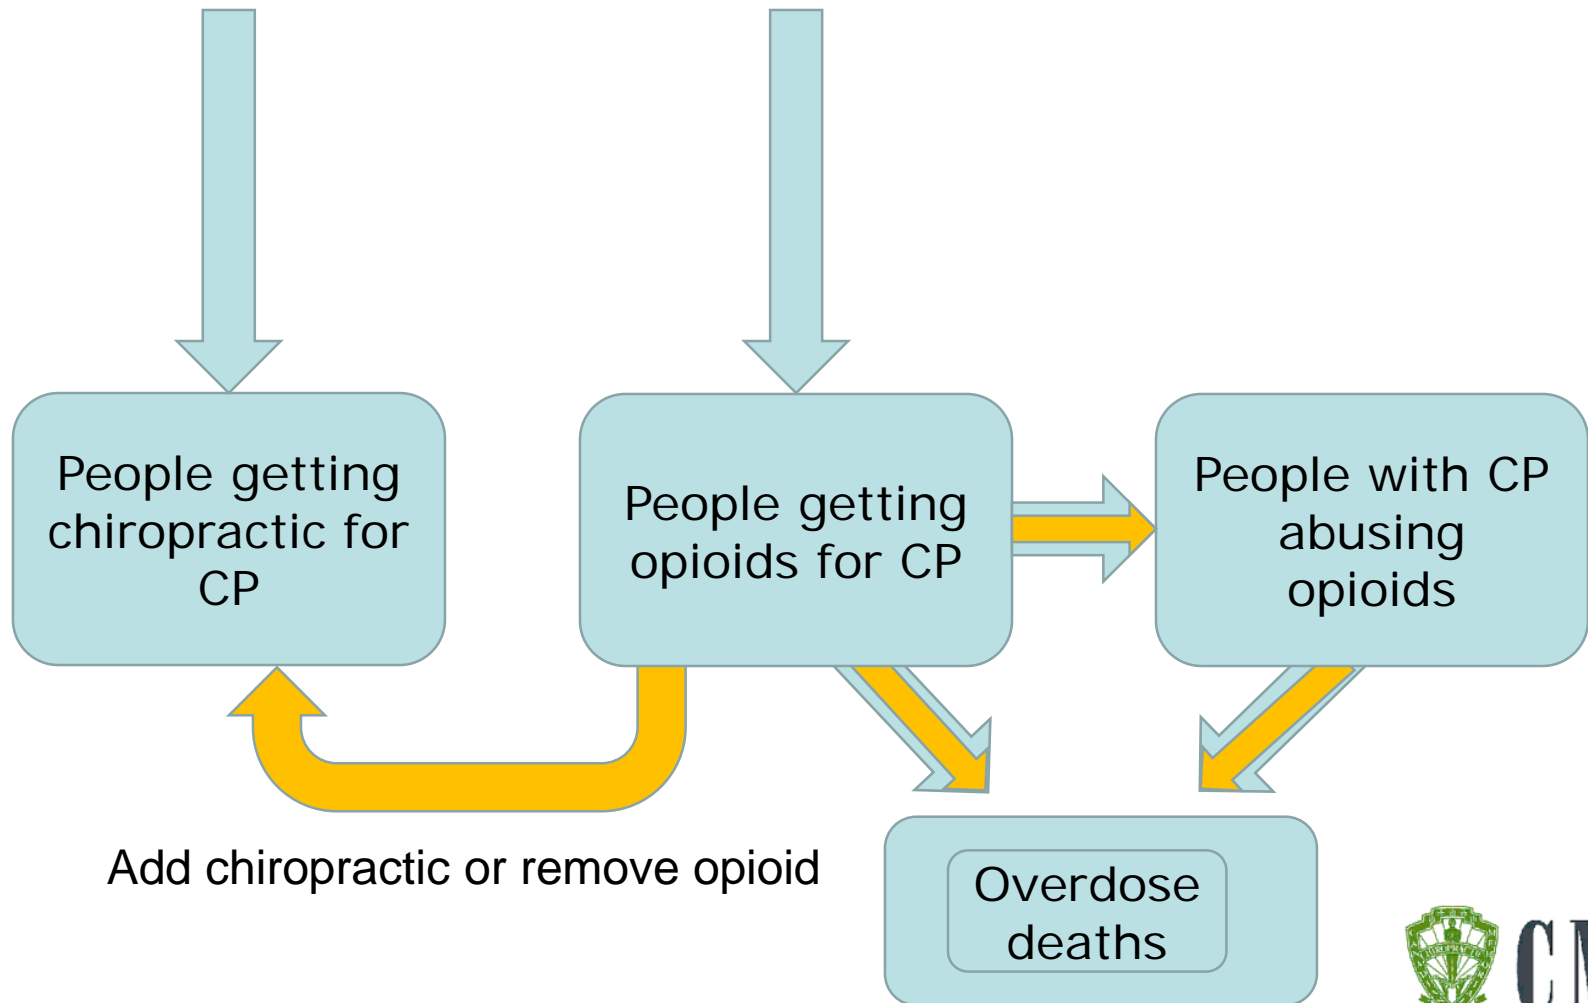 People getting
chiropractic for
CP
People getting
opioids for CP
People with CP
abusing
opioids
Add chiropractic or remove opioid
Overdose
deaths